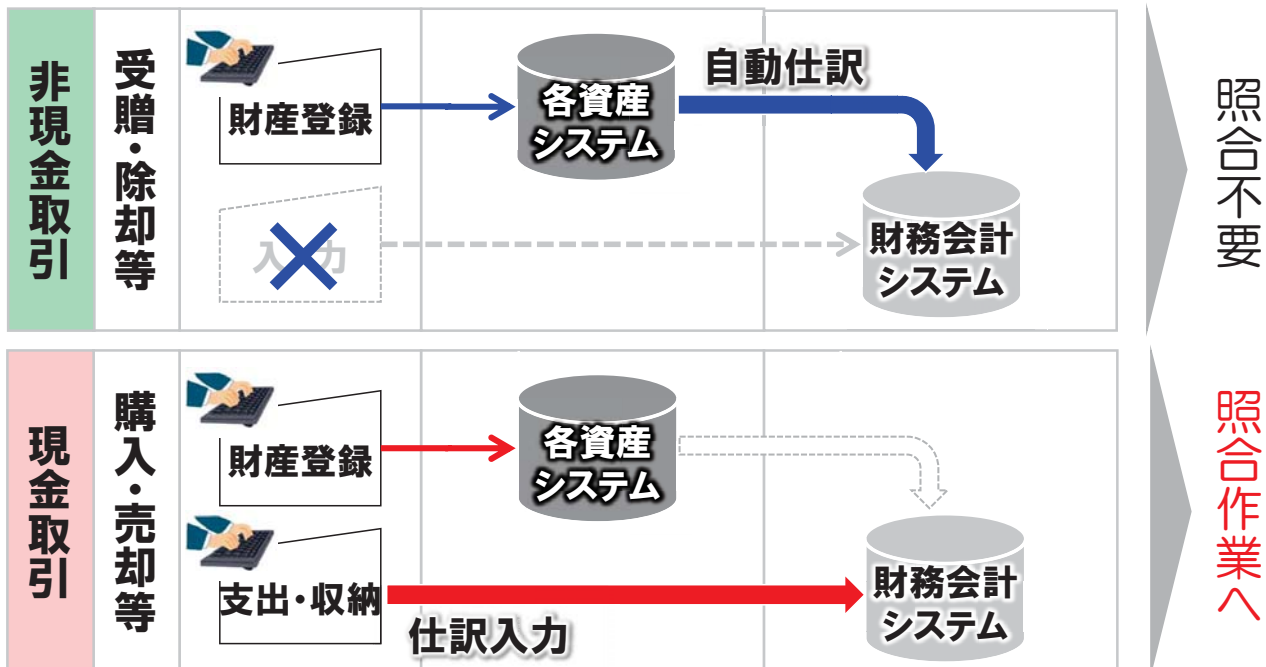 非現金取引
受贈・除却等
財産登録
各資産
システム
自動仕訳
入力
財務会計
システム
照合不要
現金取引
購入・売却等
財産登録
各資産
システム
支出・収納
仕訳入力
財務会計
システム
照合作業へ